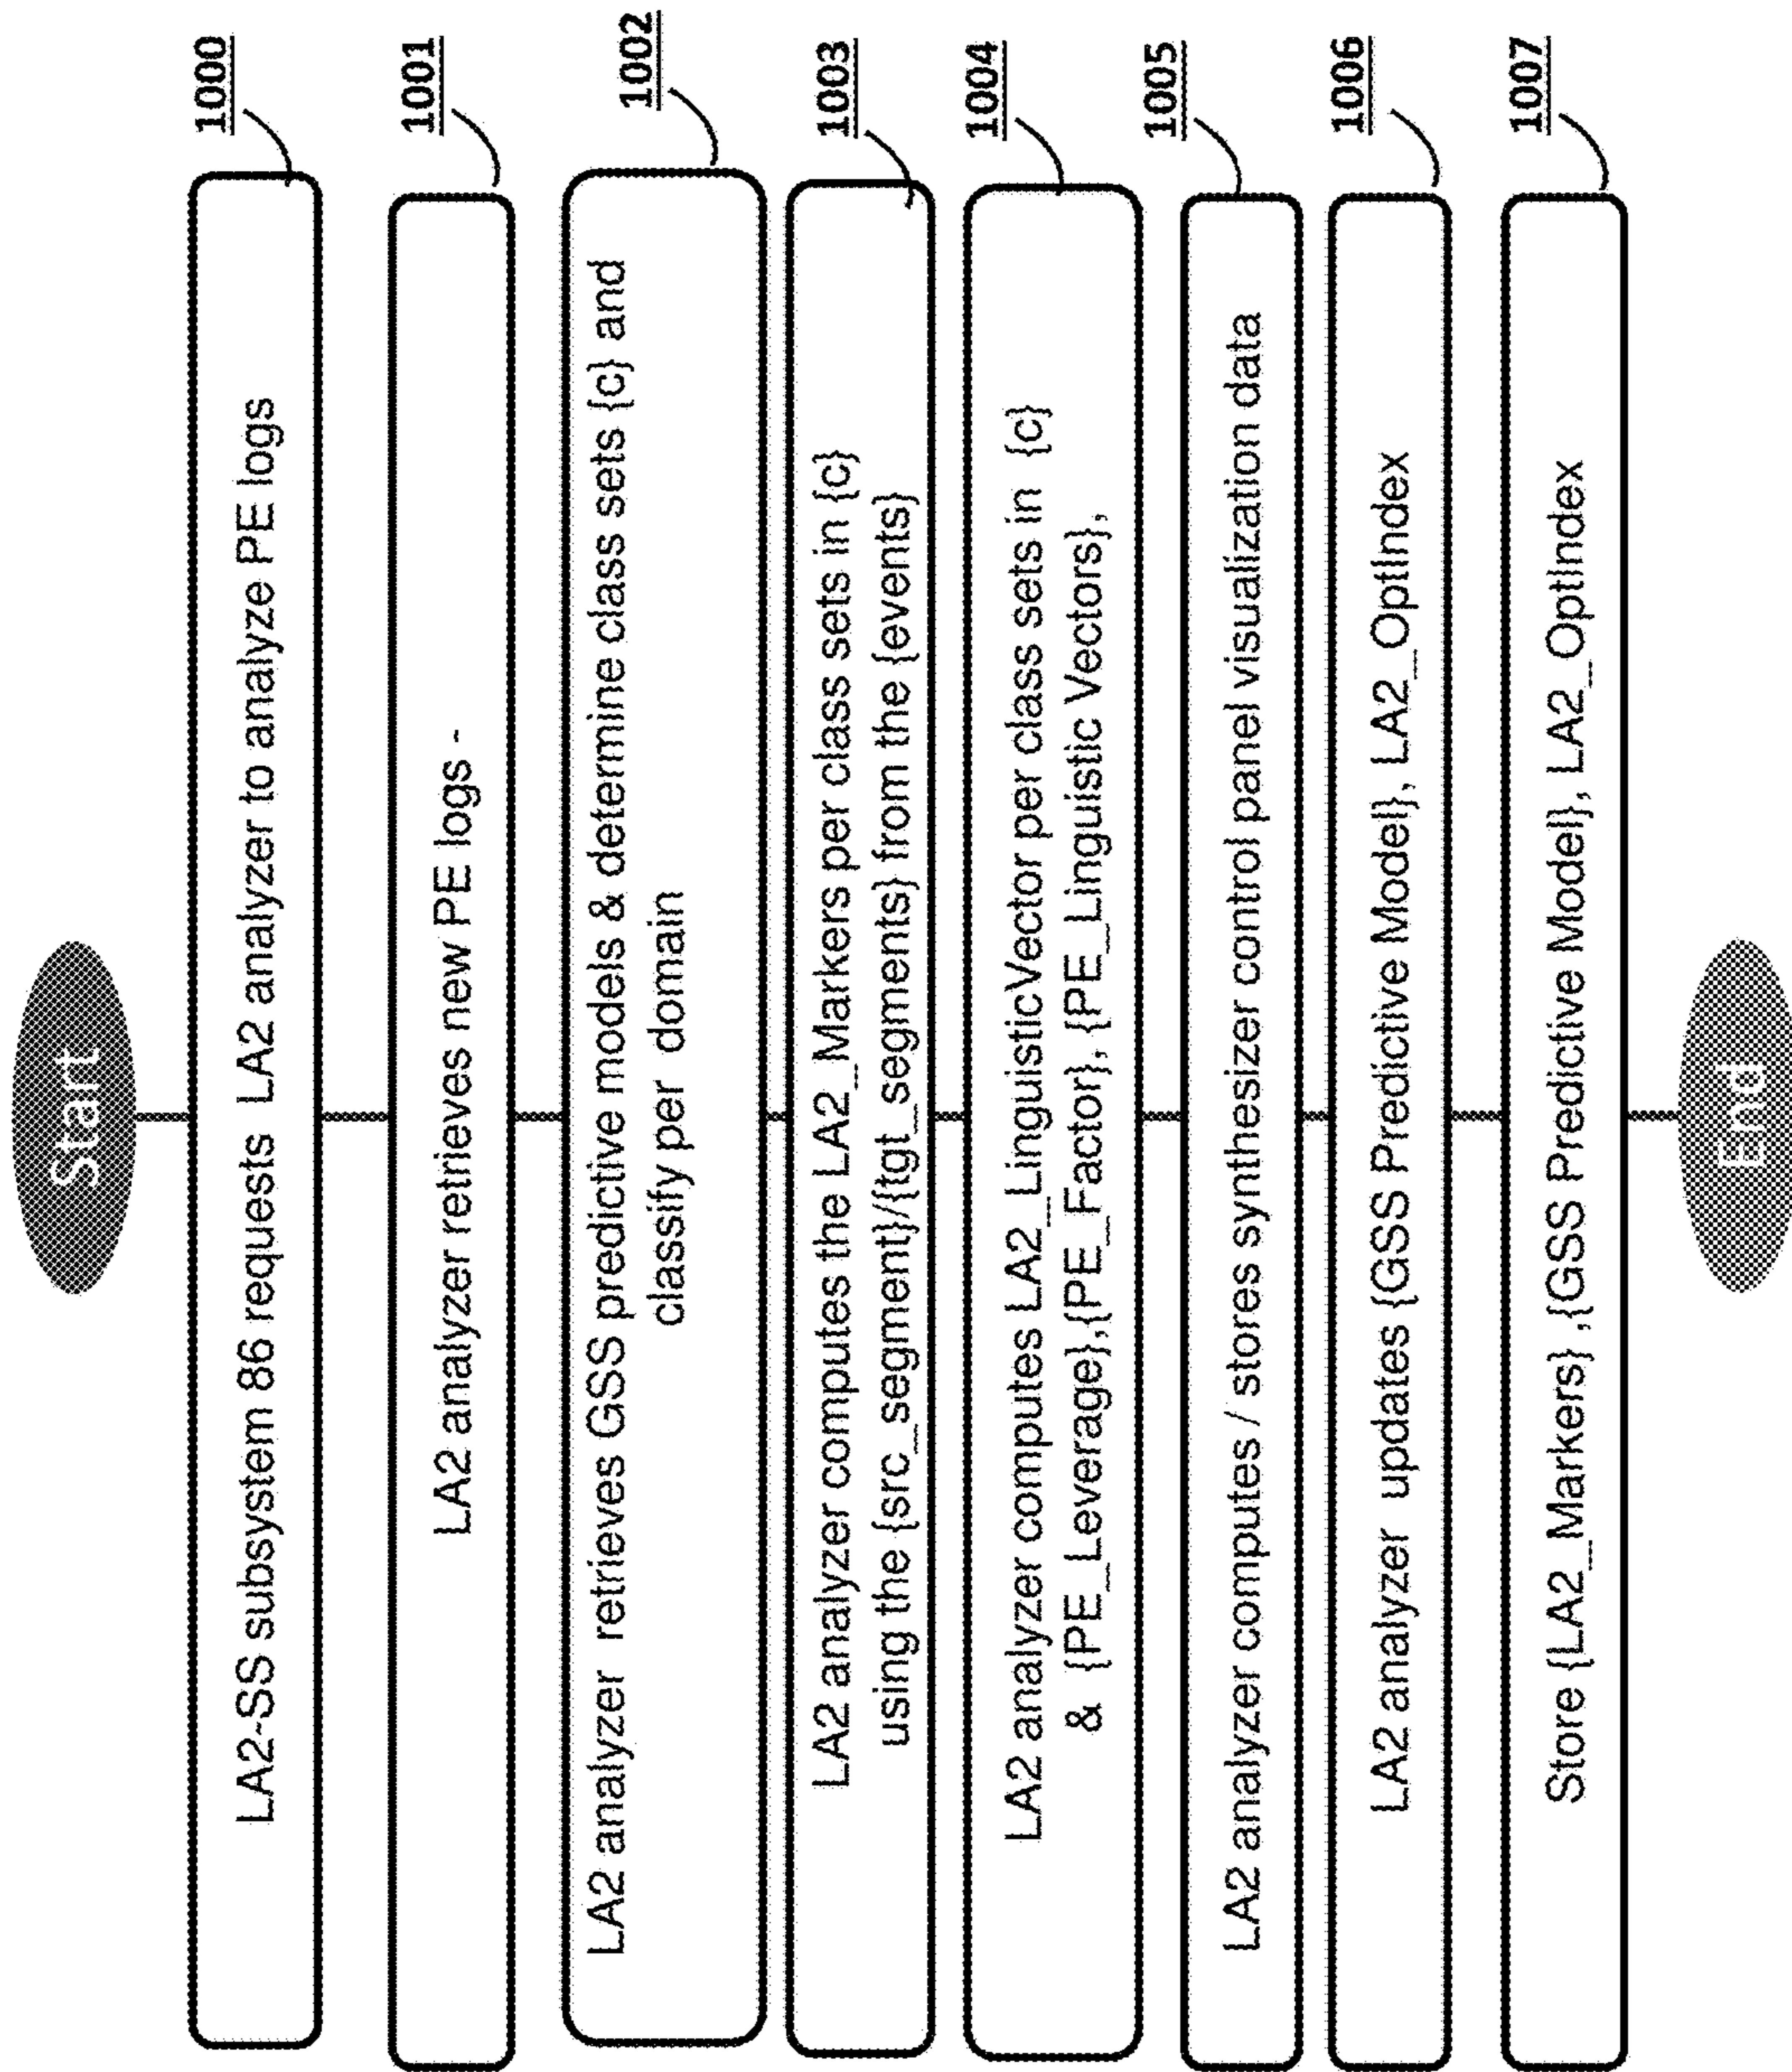 Start
LA2-SS subsystem 86 requests LA2 analyzer to analyze PE logs
1000
LA2 analyzer retrieves new PE logs -
1001
LA2 analyzer retrieves GSS predictive models & determine class sets {c} and
classify per domain
1002
LA2 analyzer computes the LA2_Markers per class sets in {c}
using the {src_segment}/{tgt_segments} from the {events}
1003
LA2 analyzer computes LA2_LinguisticVector per class sets in {c}
& {PE_Leverage},{PE_Factor}, {PE_Linguistic Vectors},
1004
LA2 analyzer computes / stores synthesizer control panel visualization data
1005
LA2 analyzer updates {GSS Predictive Model}, LA2_OptIndex
1006
Store {LA2_Markers} ,{GSS Predictive Model}, LA2_OptIndex
1007
End